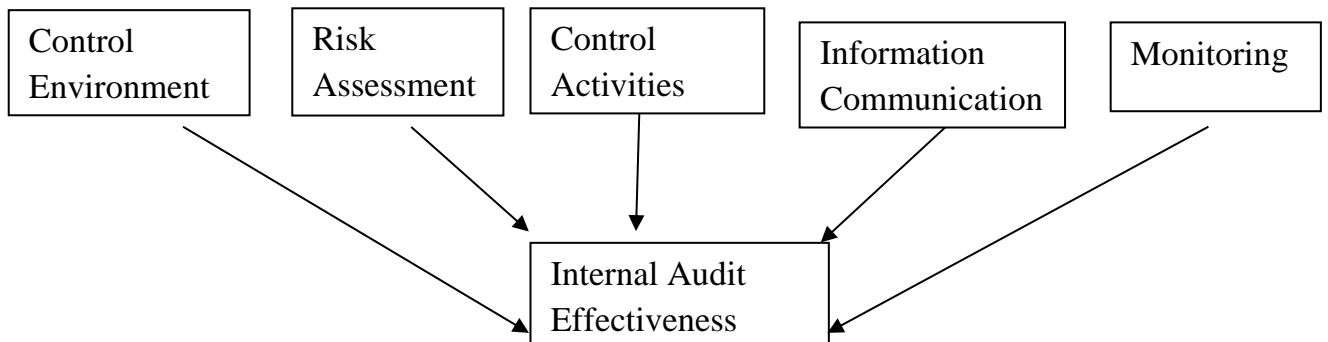 Control
Environment
Risk
Assessment
Control
Activities
Information
Communication
Monitoring
Internal Audit
Effectiveness